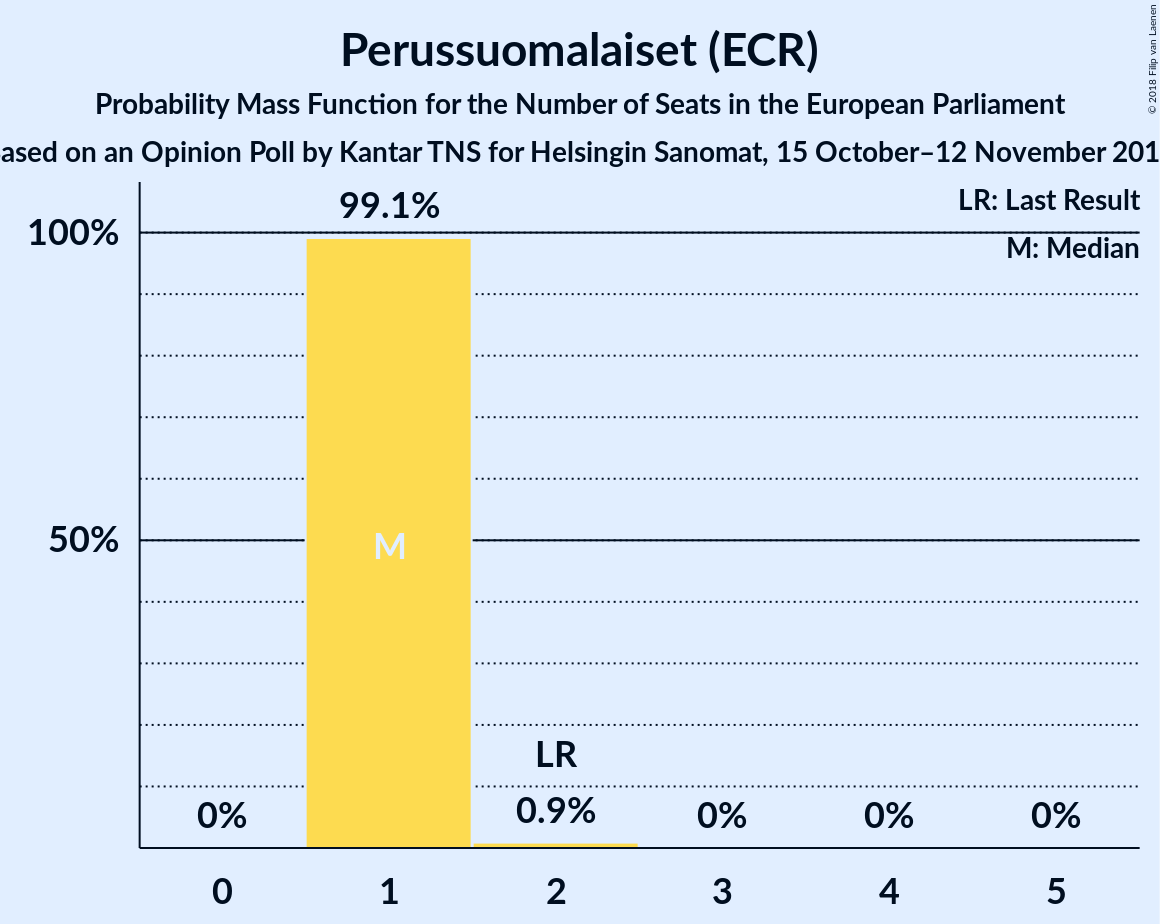 Perussuomalaiset (ECR)
Probability Mass Function for the Number of Seats in the European Parliament
ased on an Opinion Poll by Kantar TNS for Helsingin Sanomat, 15 October–12 November 201
© 2018 Filip van Laenen
LR: Last Result
M: Median
99.1%
100%
50%
M
LR
0%
0.9%
0%
0%
0%
0
1
2
3
4
5